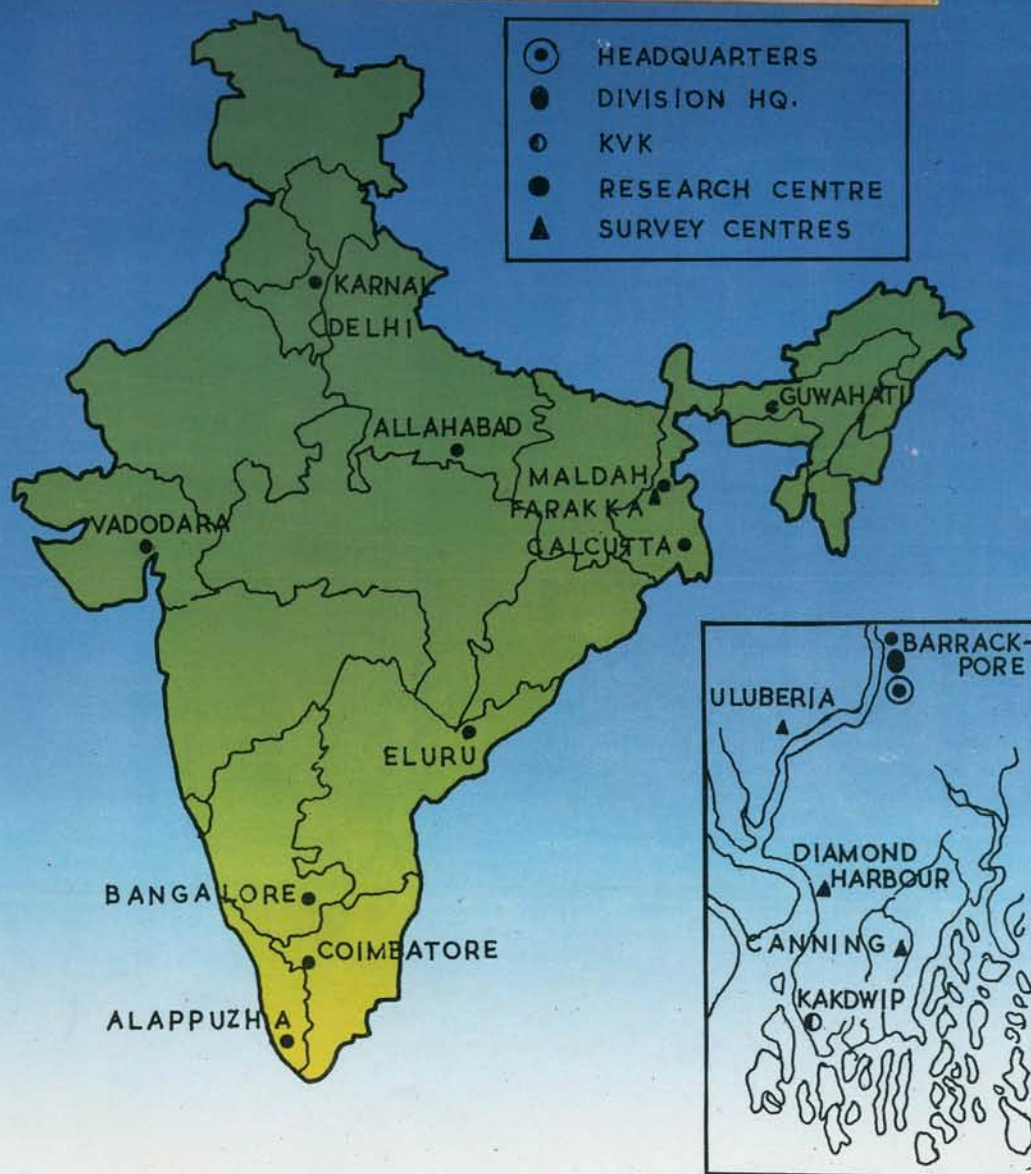 HEADQUARTERS
DIVISION HQ.
KVK
RESEARCH CENTRE
SURVEY CENTRES
KARNAL
DELHI
GUWAHATI
ALLAHABAD
MALDAH
FARAKKA
VADODARA
CALCUTTA
ELURU
BANGALORE
COIMBATORE
ALAPPUZHA
BARRACK-
PORE
ULUBERIA
DIAMOND
HARBOUR
CANNING
KAKDWIP